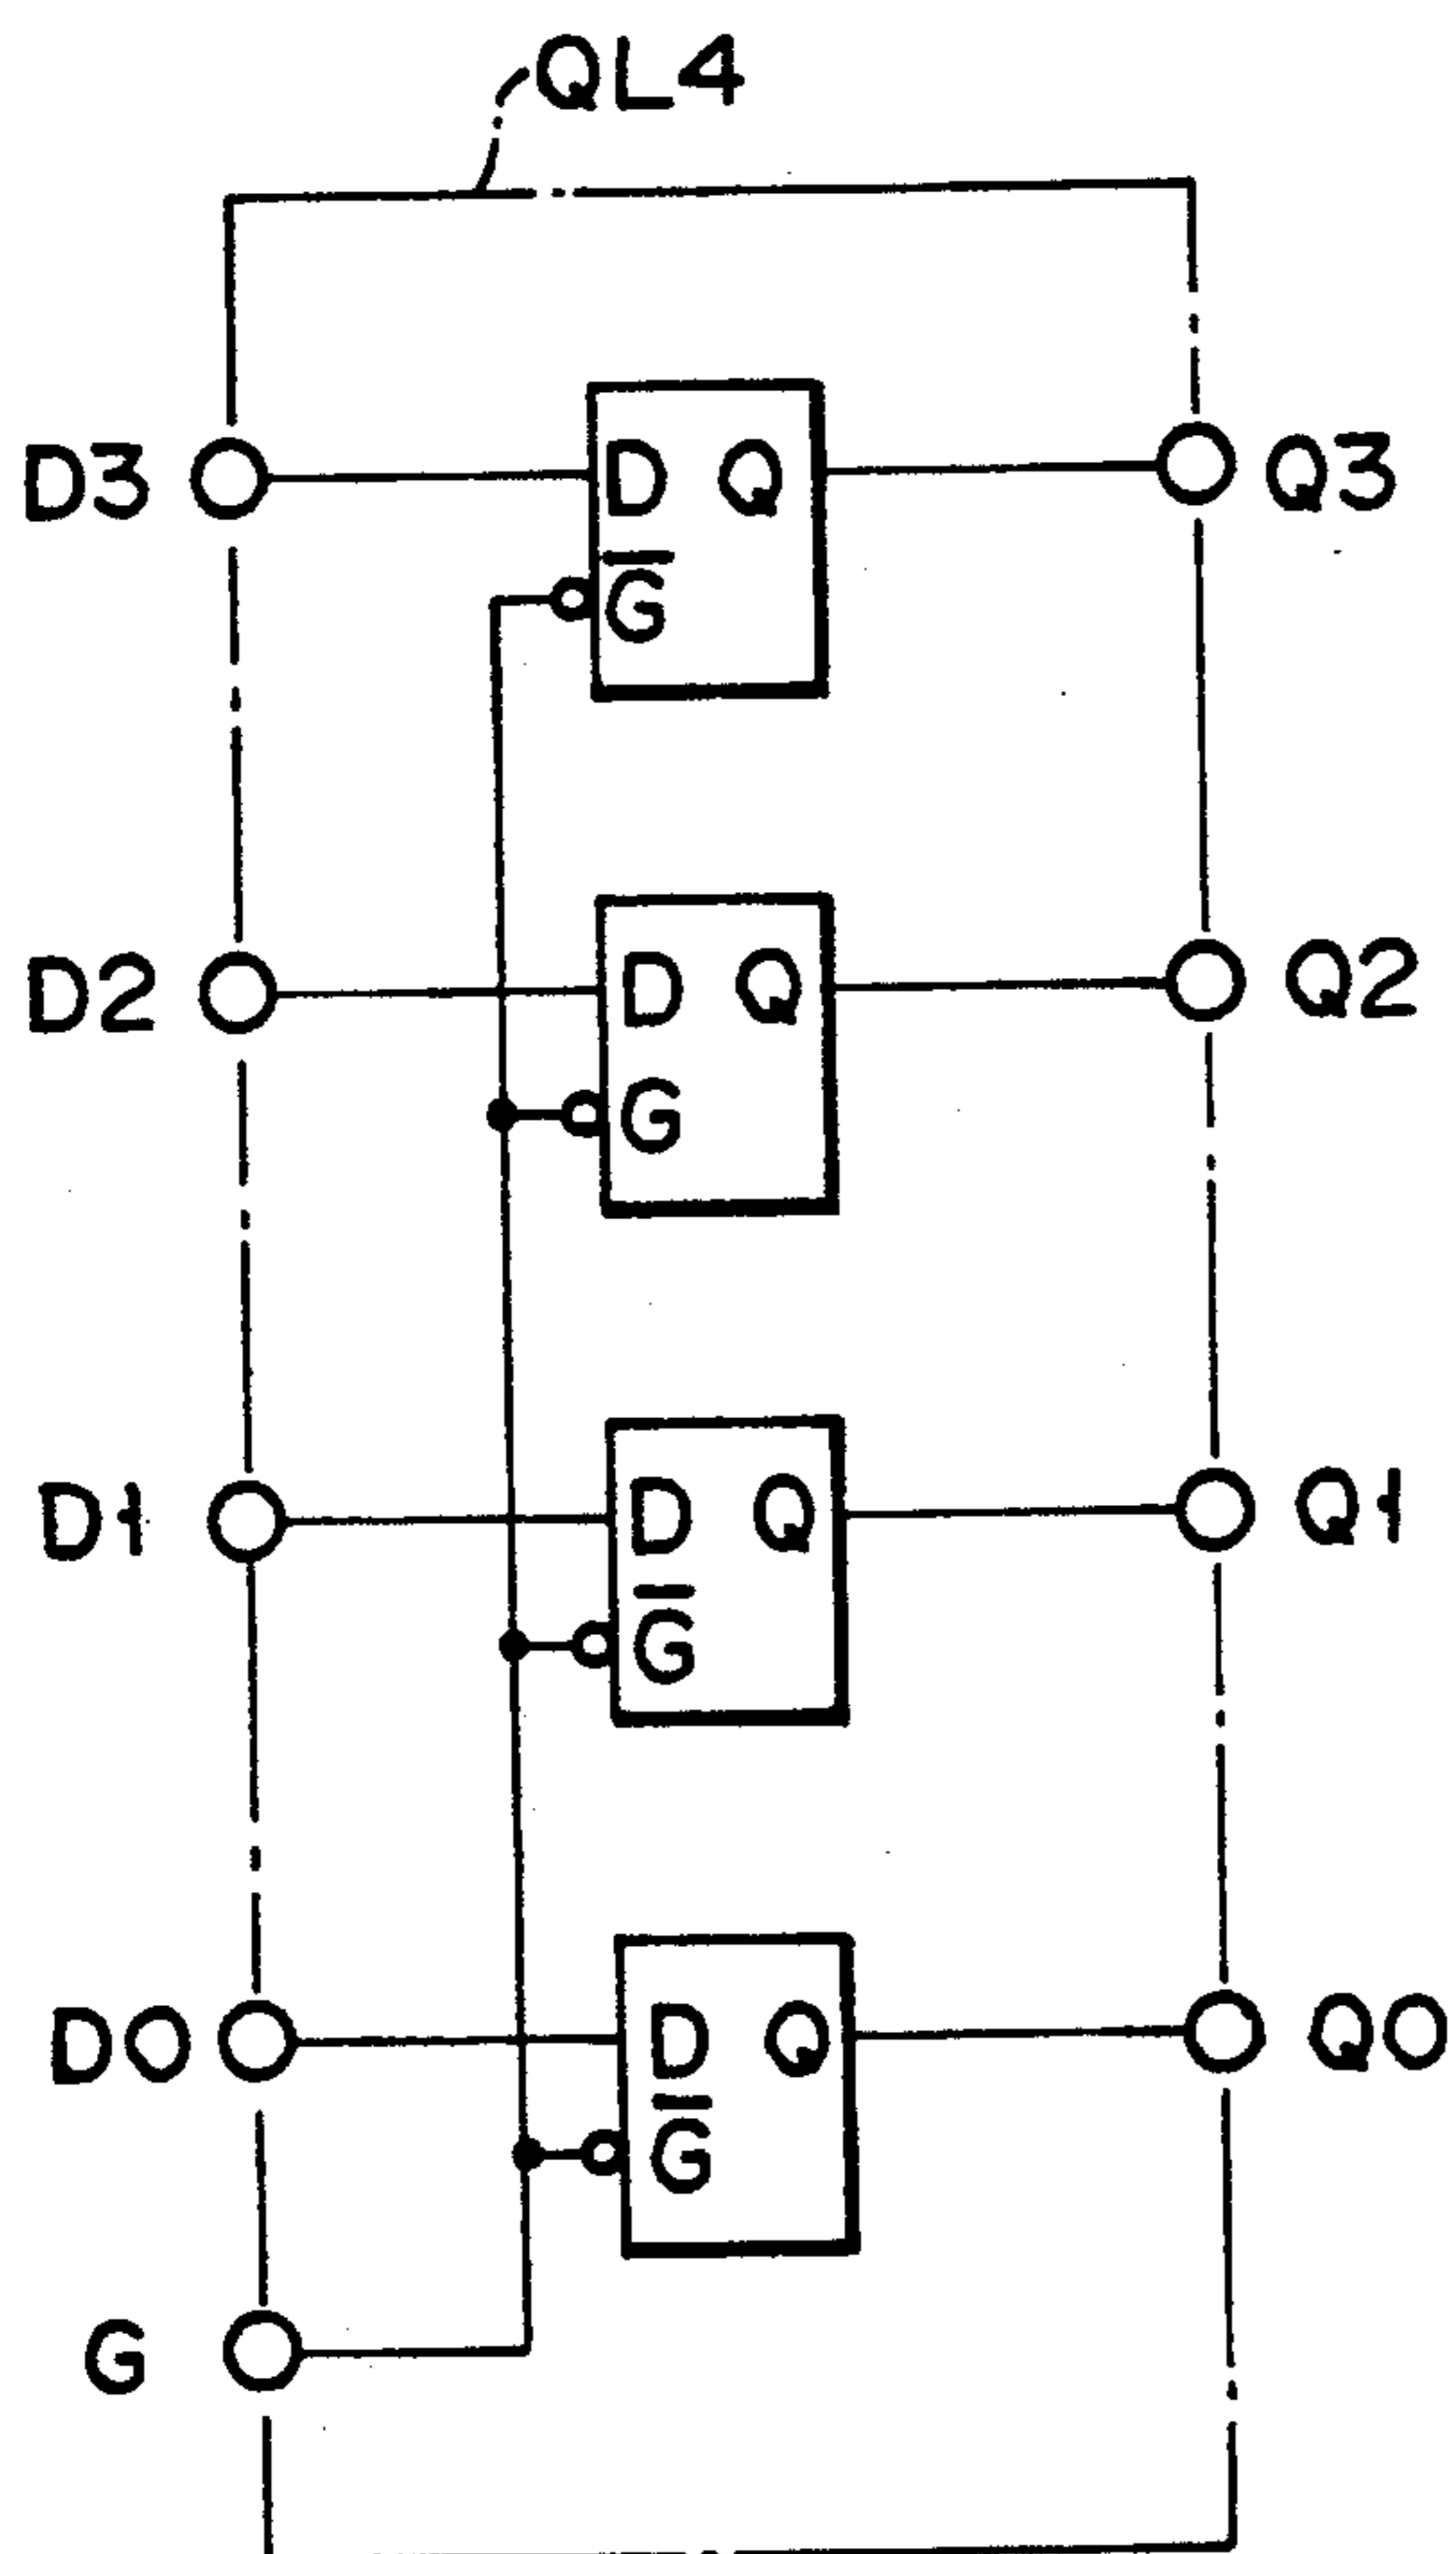 QL4
D3 D Q Q3
G̅
D2 D Q Q2
G
D1 D Q Q1
G̅
D0 D Q Q0
G̅
G